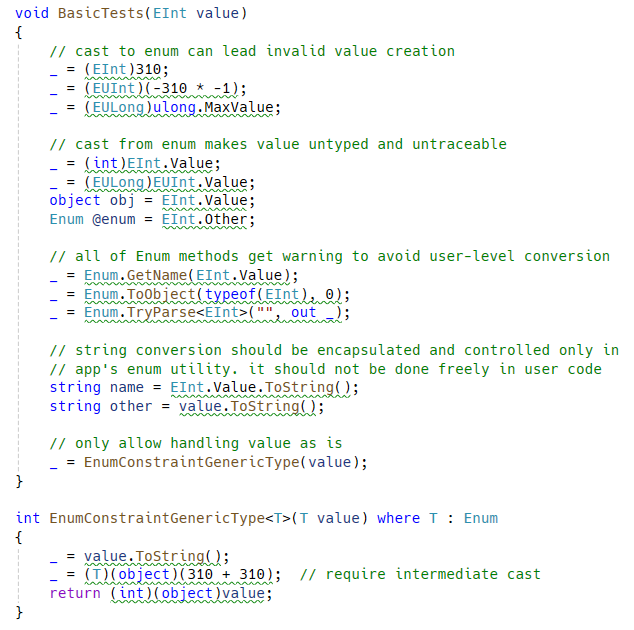 void BasicTests(EInt value)
{
    // cast to enum can lead invalid value creation
    _ = (EInt)310;
    _ = (EUInt)(-310 * -1);
    _ = (EULong)ulong.MaxValue;

    // cast from enum makes value untyped and untraceable
    _ = (int)EInt.Value;
    _ = (EULong)EUInt.Value;
    object obj = EInt.Value;
    Enum @enum = EInt.Other;

    // all of Enum methods get warning to avoid user-level conversion
    _ = Enum.GetName(EInt.Value);
    _ = Enum.ToObject(typeof(EInt), 0);
    _ = Enum.TryParse<EInt>("", out _);

    // string conversion should be encapsulated and controlled only in
    // app's enum utility. it should not be done freely in user code
    string name = EInt.Value.ToString();
    string other = value.ToString();

    // only allow handling value as is
    _ = EnumConstraintGenericType(value);
}

int EnumConstraintGenericType<T>(T value) where T : Enum
{
    _ = value.ToString();
    _ = (T)(object)(310 + 310);  // require intermediate cast
    return (int)(object)value;
}